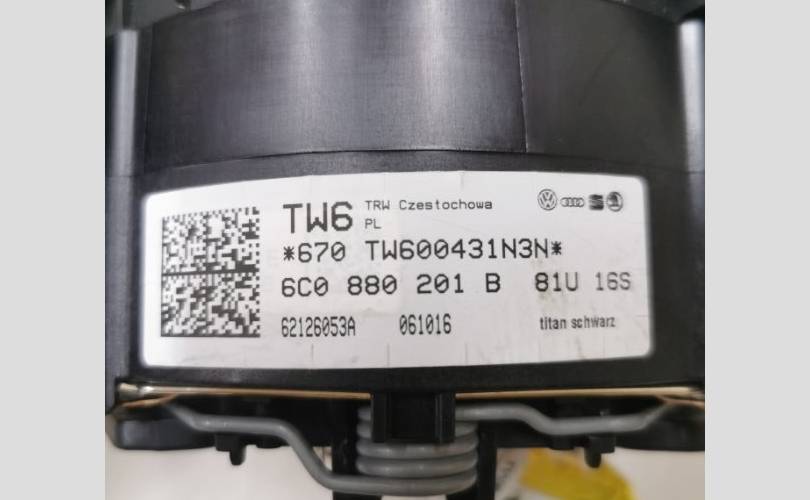 TW6 TRW Czestochowa
PL
*670 TW600431N3N*
6C0 880 201 B 81U 16S
62126053A 061016 titan schwarz